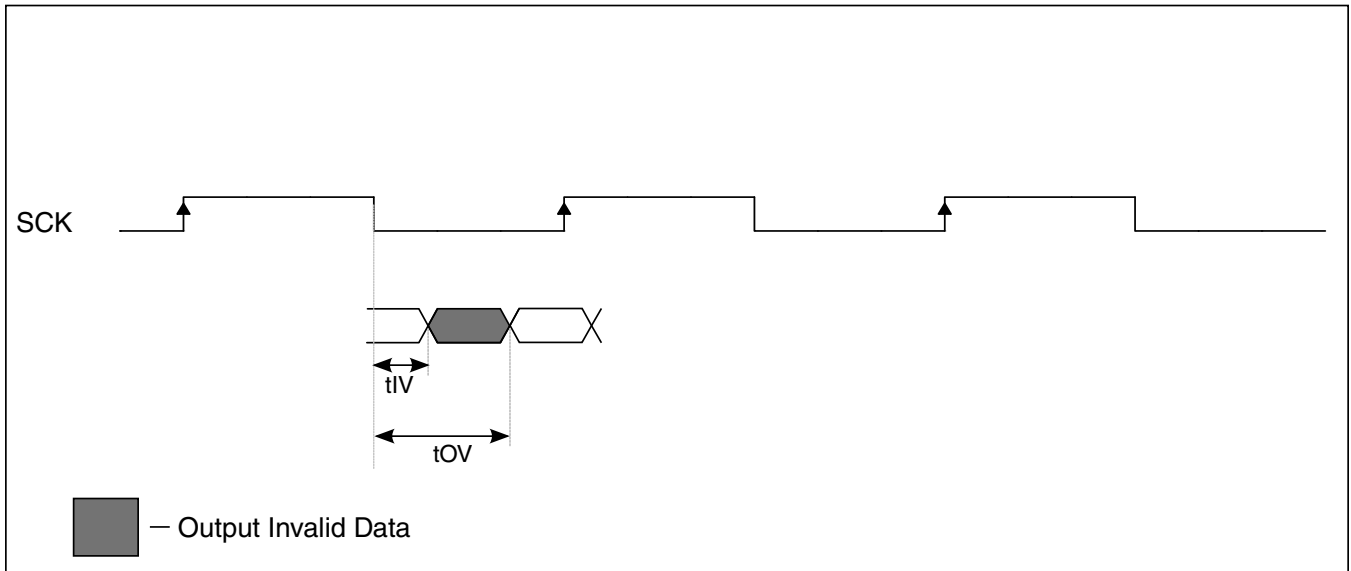 SCK
tIV
tOV
– Output Invalid Data